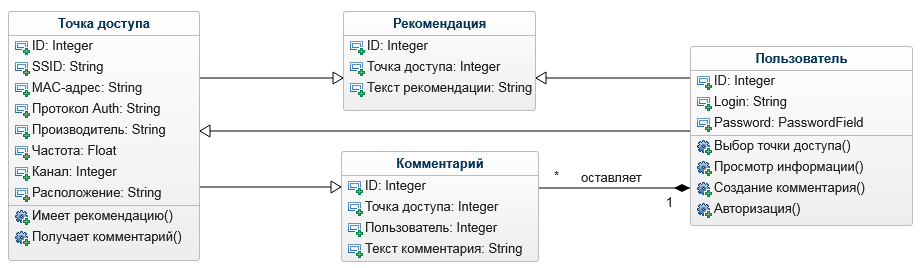 Точка доступа
ID: Integer
SSID: String
MAC-адрес: String
Протокол Auth: String
Производитель: String
Частота: Float
Канал: Integer
Расположение: String
Имеет рекомендацию()
Получает комментарий()
Рекомендация
ID: Integer
Точка доступа: Integer
Текст рекомендации: String
Комментарий
ID: Integer
Точка доступа: Integer
Пользователь: Integer
Текст комментария: String
* оставляет
1
Пользователь
ID: Integer
Login: String
Password: PasswordField
Выбор точки доступа()
Просмотр информации()
Создание комментария()
Авторизация()